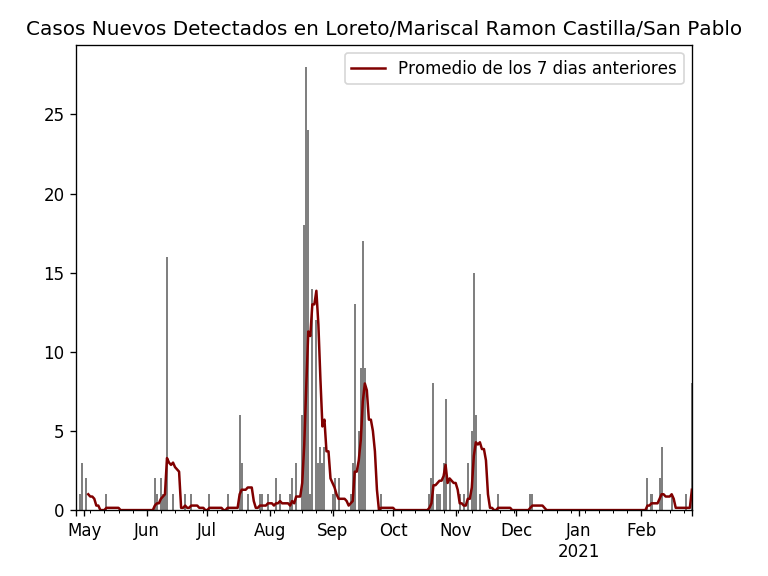 Casos Nuevos Detectados en Loreto/Mariscal Ramon Castilla/San Pablo
Promedio de los 7 dias anteriores
25
20
15
10
5
0
May Jun Jul Aug Sep Oct Nov Dec Jan Feb
2021